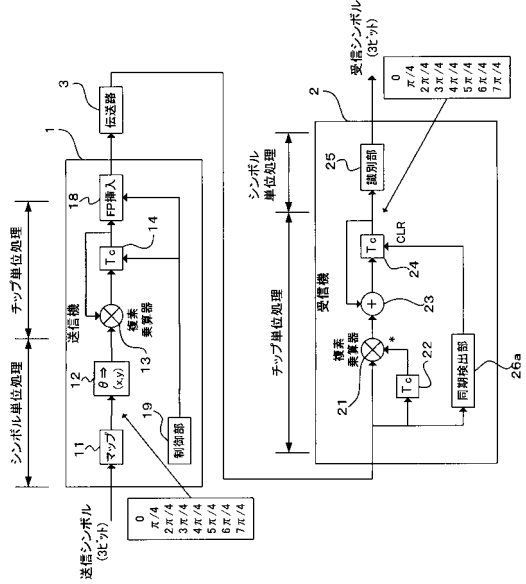 シンボル単位処理
チップ単位処理
送信機
1
3
送信シンボル
(3ビット)
11
マップ
12
θ⇒
(x,y)
13
複素
乗算器
Tc
14
18
FP挿入
伝送路
19
制御部
0
π/4
2π/4
3π/4
4π/4
5π/4
6π/4
7π/4
チップ単位処理
シンボル
単位処理
受信機
2
複素
乗算器
21
*
Tc
22
23
Tc
24
CLR
25
識別部
同期検出部
26a
受信シンボル
(3ビット)
0
π/4
2π/4
3π/4
4π/4
5π/4
6π/4
7π/4